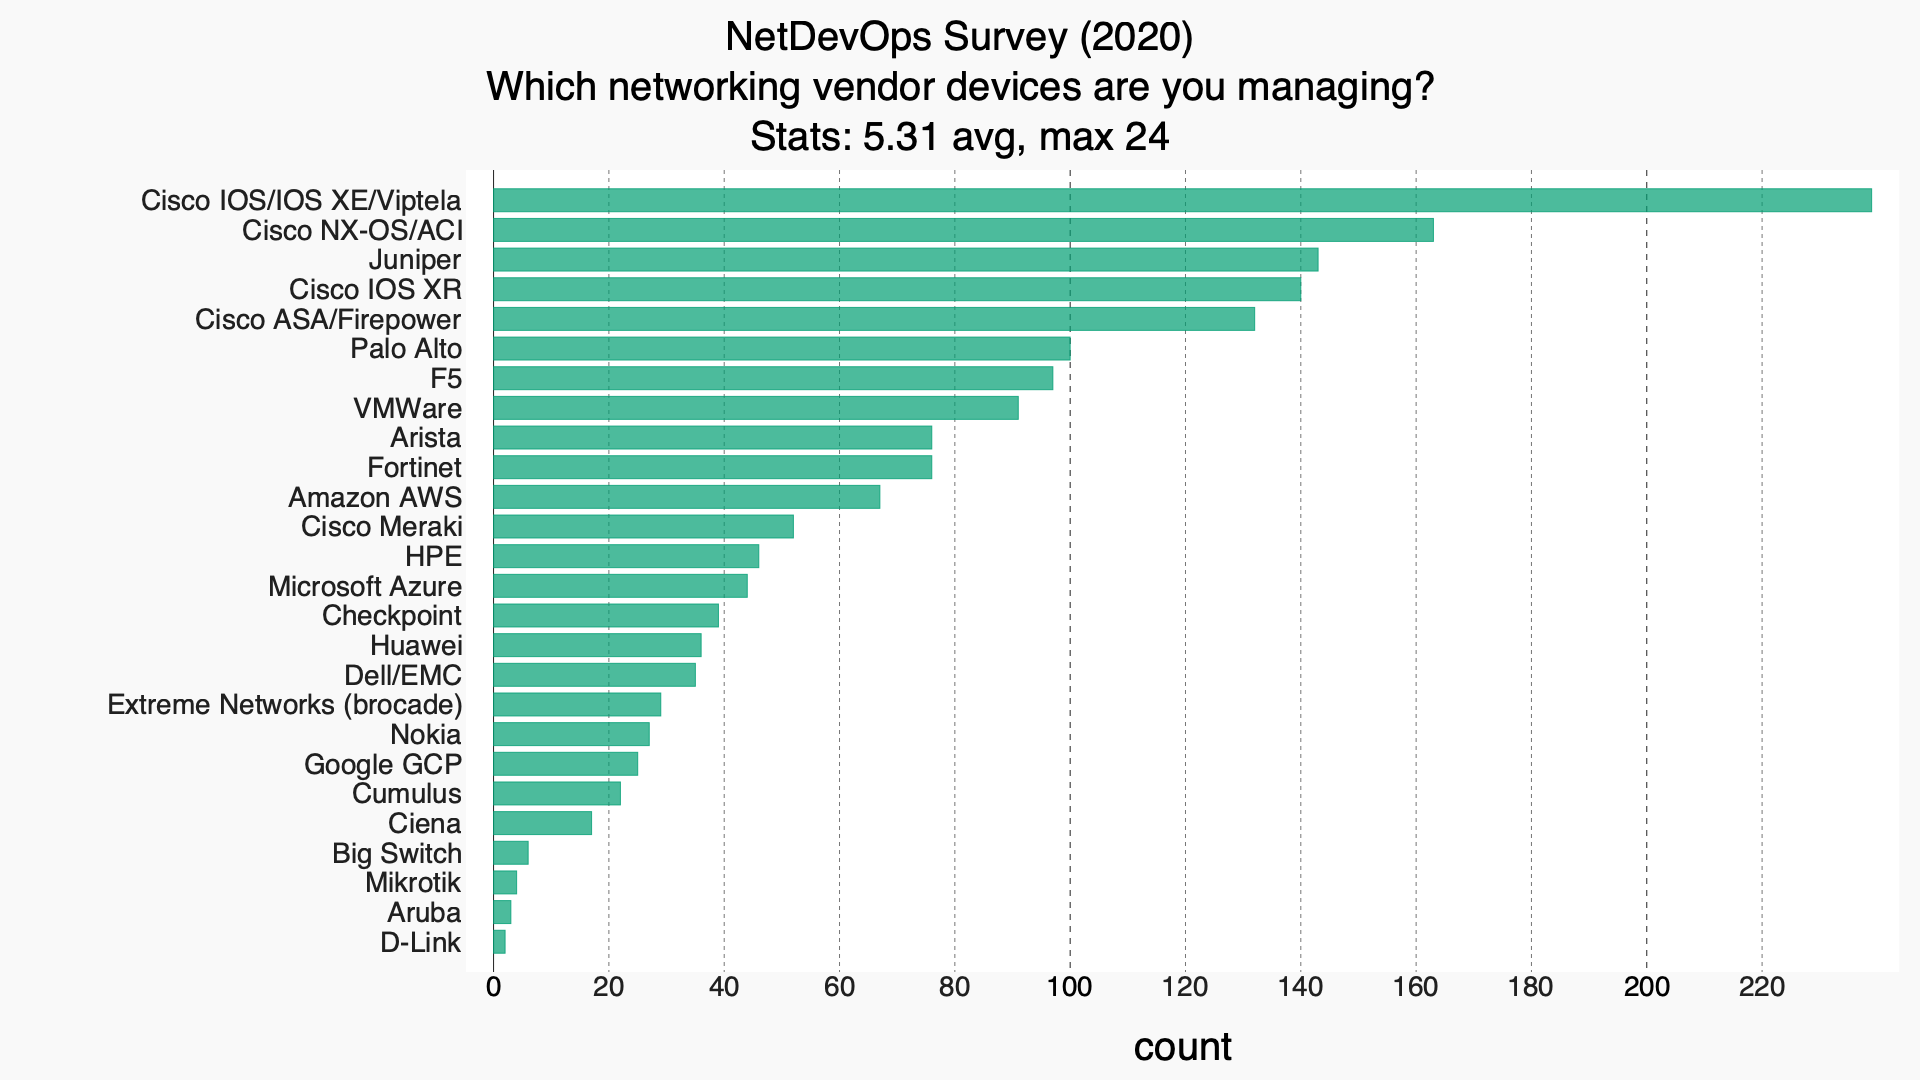 NetDevOps Survey (2020)
Which networking vendor devices are you managing?
Stats: 5.31 avg, max 24
Cisco IOS/IOS XE/Viptela
Cisco NX-OS/ACI
Juniper
Cisco IOS XR
Cisco ASA/Firepower
Palo Alto
F5
VMWare
Arista
Fortinet
Amazon AWS
Cisco Meraki
HPE
Microsoft Azure
Checkpoint
Huawei
Dell/EMC
Extreme Networks (brocade)
Nokia
Google GCP
Cumulus
Ciena
Big Switch
Mikrotik
Aruba
D-Link
0 20 40 60 80 100 120 140 160 180 200 220
count